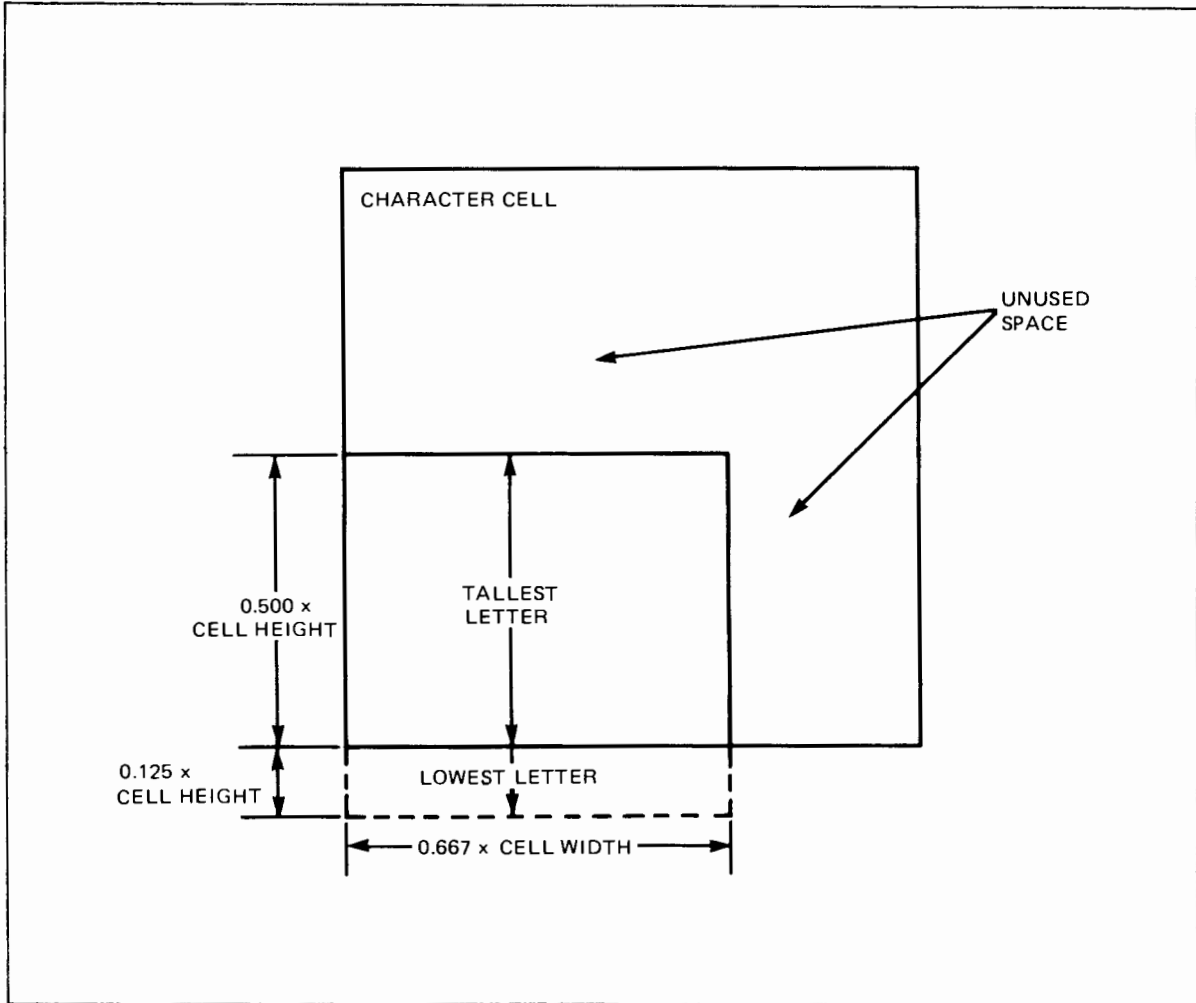 CHARACTER CELL
UNUSED
SPACE
TALLEST
LETTER
0.500 x
CELL HEIGHT
LOWEST LETTER
0.125 x
CELL HEIGHT
0.667 x CELL WIDTH